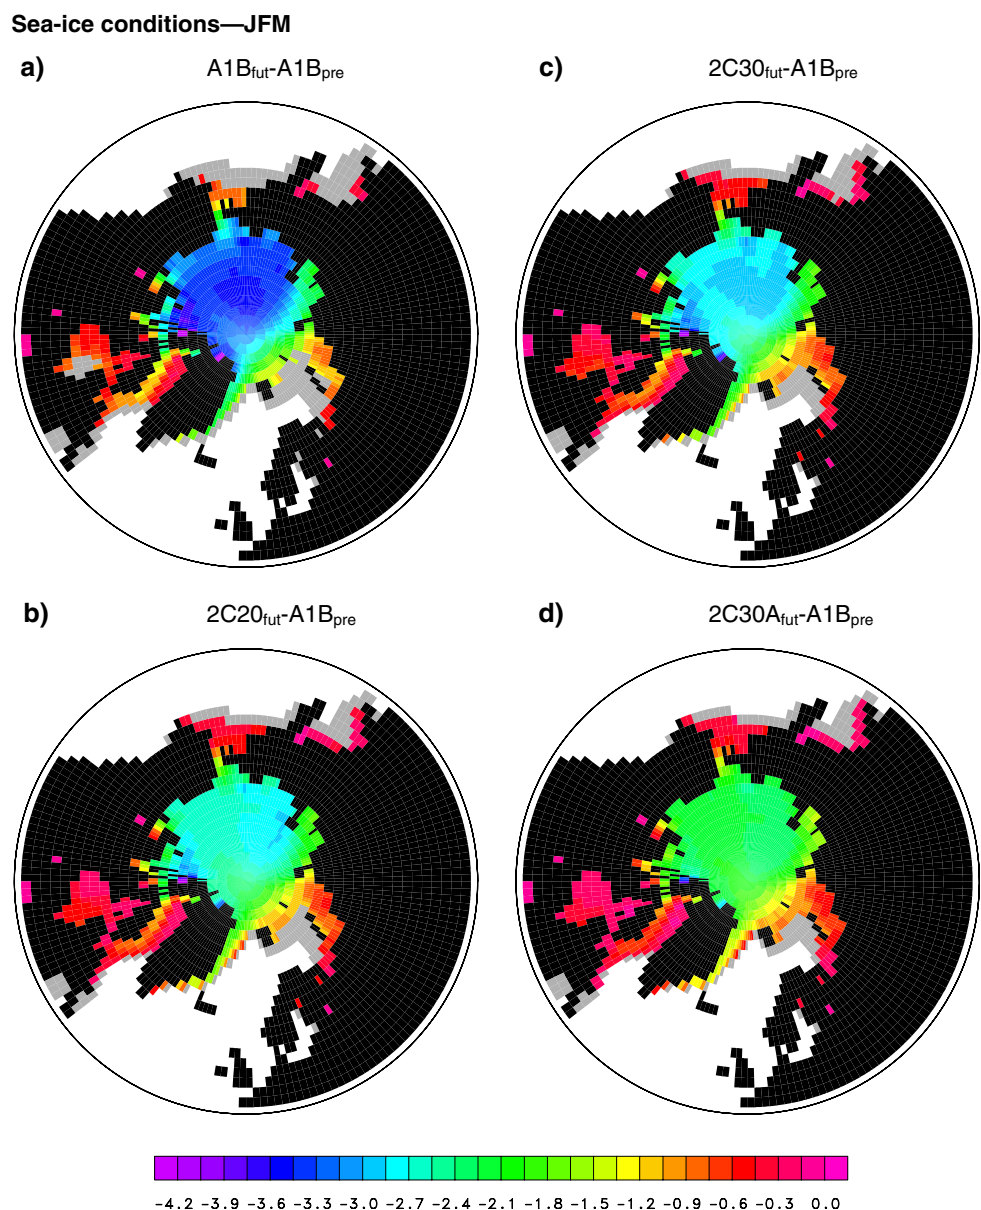 Sea-ice conditions—JFM
a) A1Bfut-A1Bpre
c) 2C30fut-A1Bpre
b) 2C20fut-A1Bpre
d) 2C30Afut-A1Bpre
-4.2 -3.9 -3.6 -3.3 -3.0 -2.7 -2.4 -2.1 -1.8 -1.5 -1.2 -0.9 -0.6 -0.3 0.0